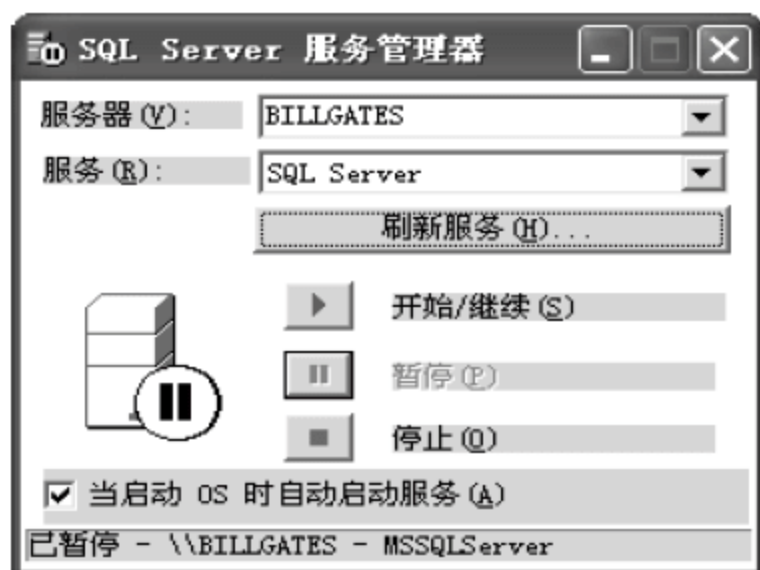 SQL Server 服务管理器
服务器(V):
BILLGATES
服务(R):
SQL Server
刷新服务(H)...
开始/继续(S)
暂停(P)
停止(O)
当启动 OS 时自动启动服务(A)
已暂停 - \\BILLGATES - MSSQLServer